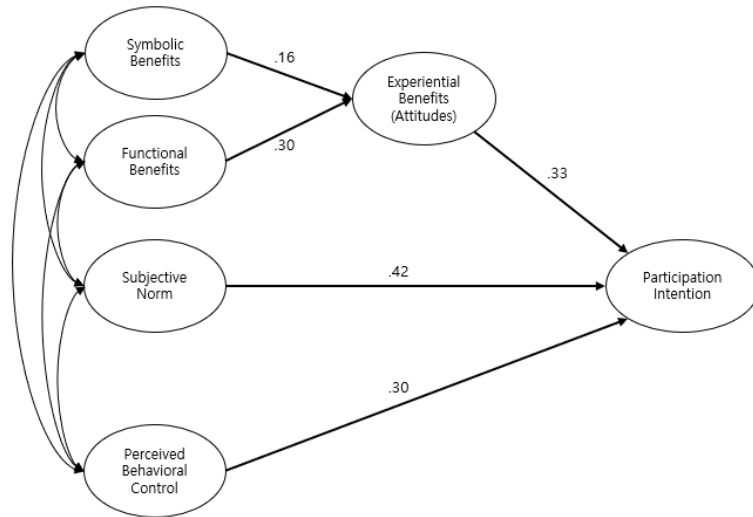 Symbolic
Benefits
.16
Experiential
Benefits
(Attitudes)
Functional
Benefits
.30
.33
Subjective
Norm
.42
Participation
Intention
.30
Perceived
Behavioral
Control